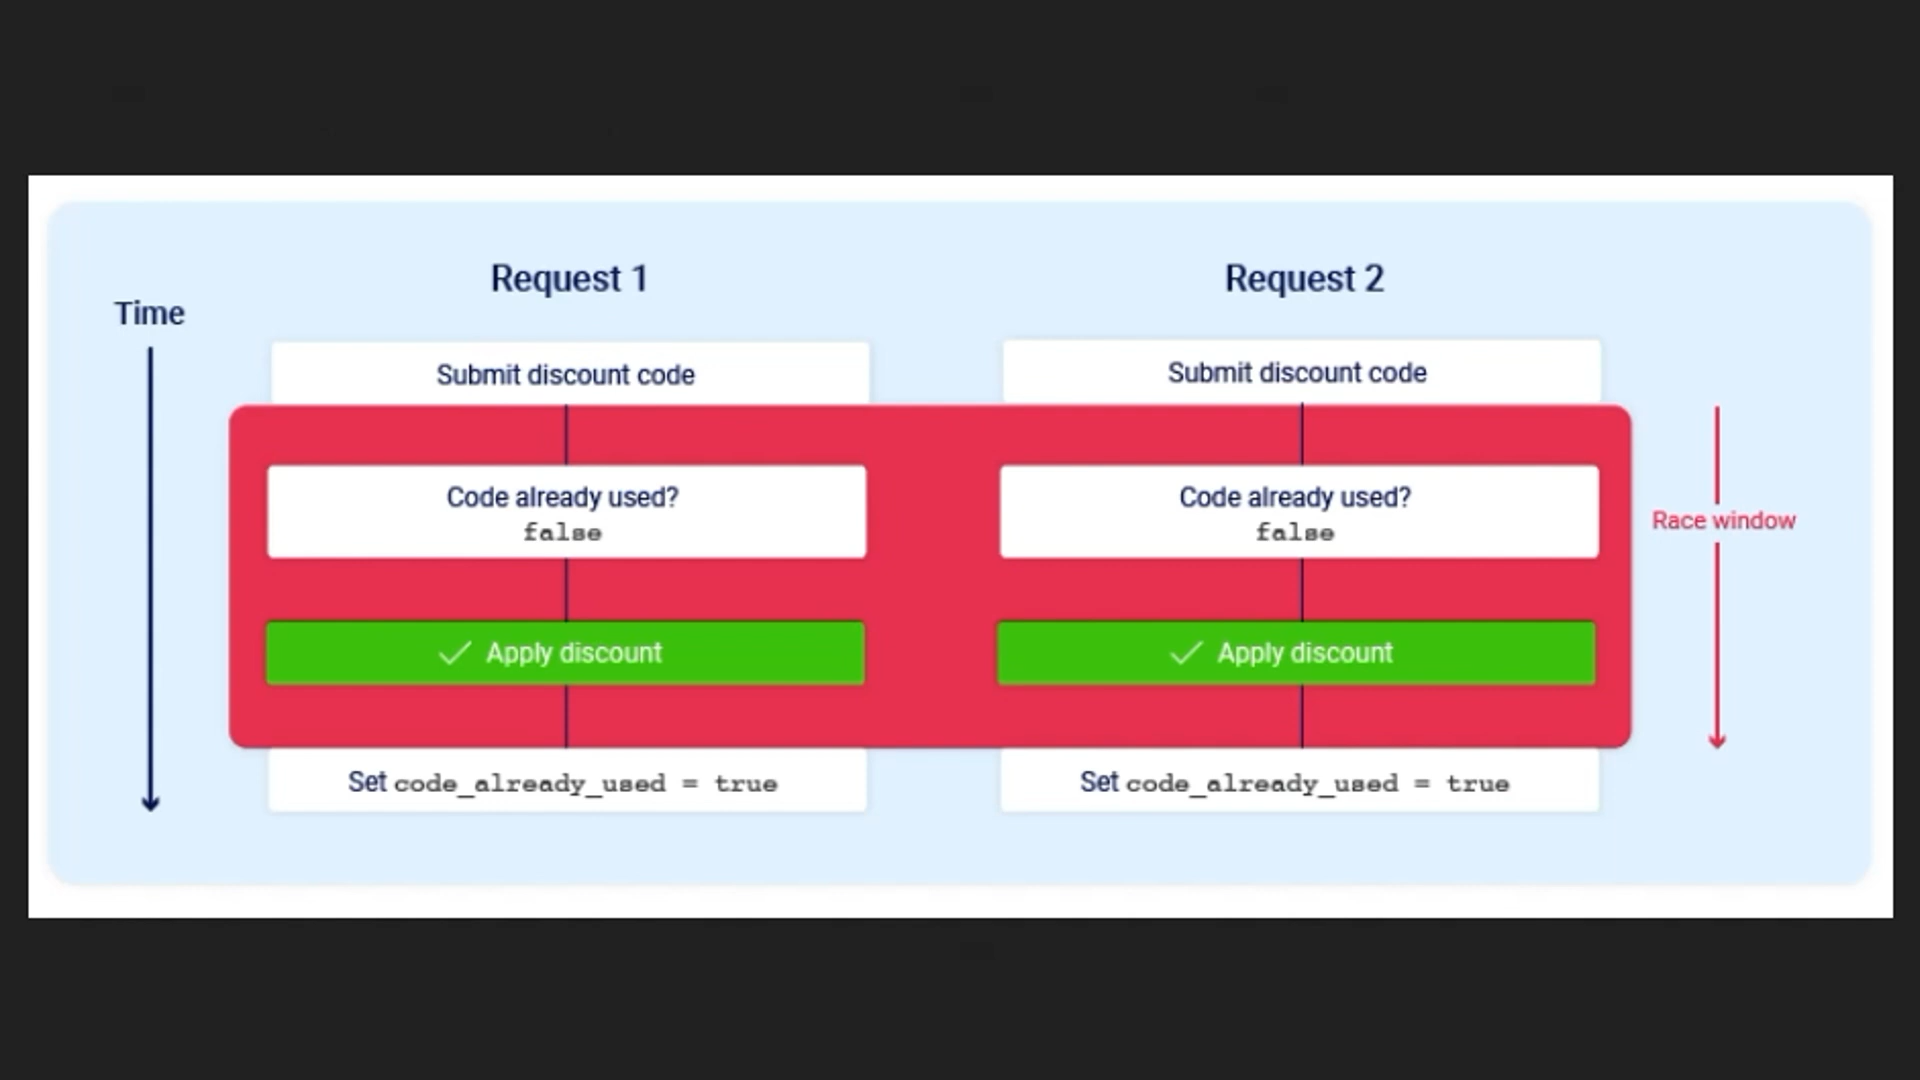 Request 1
Request 2
Time
Submit discount code
Submit discount code
Code already used?
false
Code already used?
false
Race window
Apply discount
Apply discount
Set code_already_used = true
Set code_already_used = true